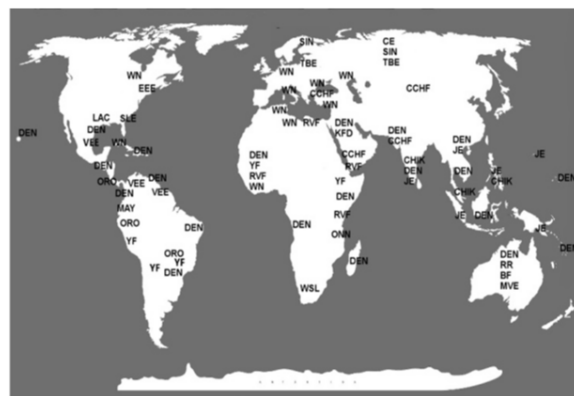 SIN
CE
SIN
TBE
TBE
WN
WN
EEE
WN
WN
CCHF
WN
WN
CCHF
LAC
SLE
DEN
DEN
VEE
WN
DEN
WN
WN
RVF
DEN
KFD
DEN
CCHF
DEN
JE
JE
DEN
ORO
VEE
DEN
VEE
DEN
DEN
YF
RVF
WN
CCHF
RVF
YF
DEN
CHIK
DEN
JE
DEN
JE
CHIK
CHIK
DEN
MAY
ORO
YF
DEN
DEN
RVF
ONN
JE
DEN
JE
DEN
ORO
YF
DEN
YF
DEN
WSL
DEN
RR
BF
MVE